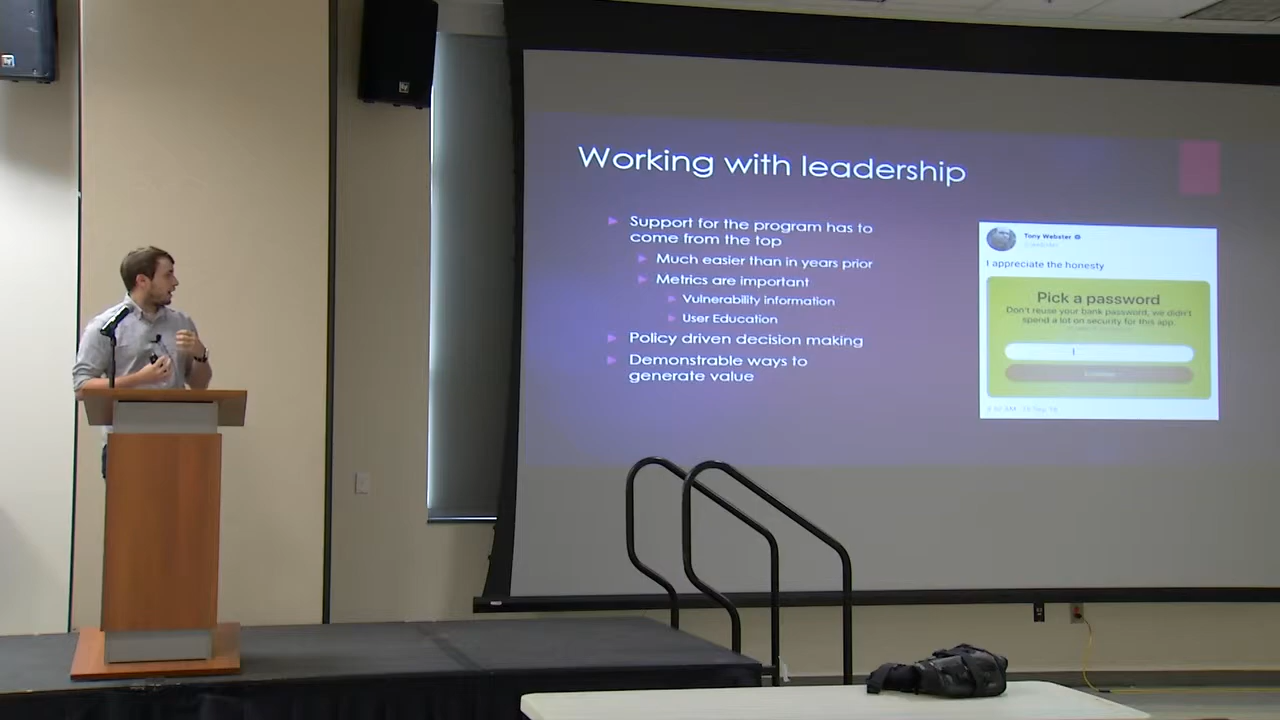 Working with leadership
Support for the program has to
come from the top
Much easier than in years prior
Metrics are important
Vulnerability information
User Education
Policy driven decision making
Demonstrable ways to
generate value
Tony Webster
I appreciate the honesty
Pick a password
Don't reuse your bank password, we didn't
spend a lot on security for this app.